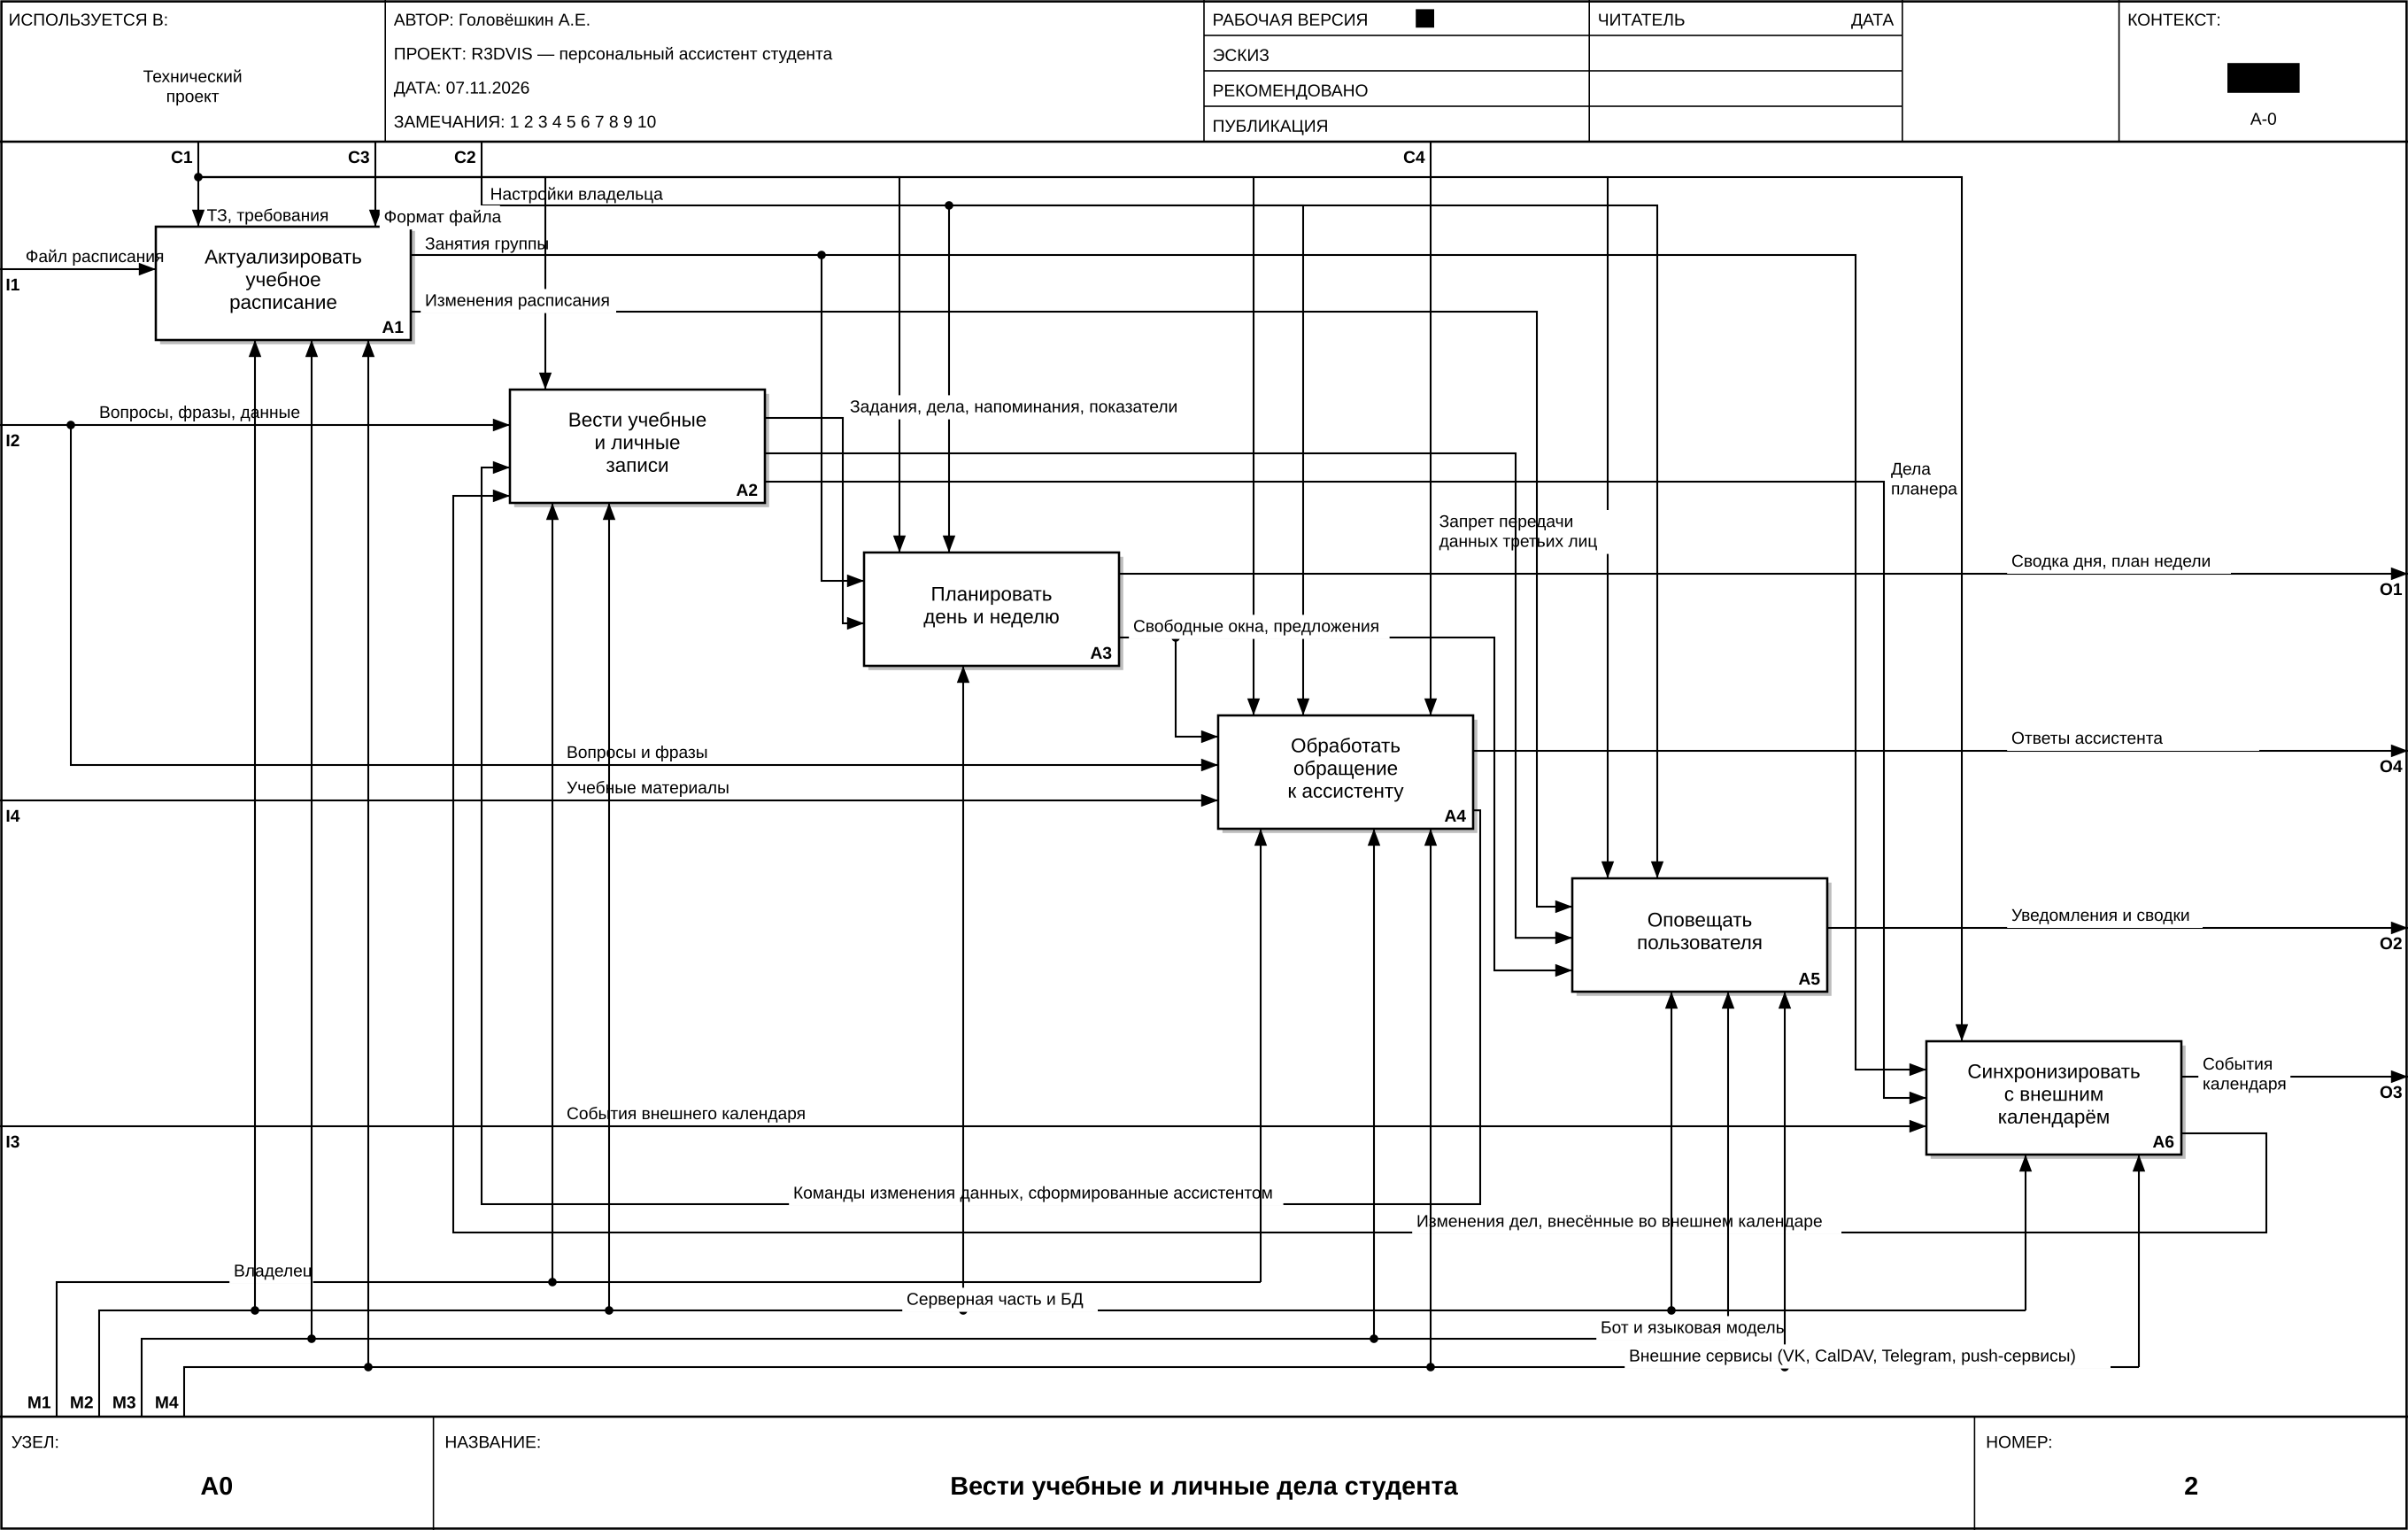 ИСПОЛЬЗУЕТСЯ В:
Технический
проект
АВТОР: Головёшкин А.Е.
ПРОЕКТ: R3DVIS — персональный ассистент студента
ДАТА: 07.11.2026
ЗАМЕЧАНИЯ: 1 2 3 4 5 6 7 8 9 10
РАБОЧАЯ ВЕРСИЯ
ЭСКИЗ
РЕКОМЕНДОВАНО
ПУБЛИКАЦИЯ
ЧИТАТЕЛЬ ДАТА
КОНТЕКСТ:
A-0
C1
C3
C2
C4
Настройки владельца
ТЗ, требования
Формат файла
Занятия группы
Файл расписания
I1
Актуализировать
учебное
расписание
A1
Изменения расписания
Вопросы, фразы, данные
I2
Вести учебные
и личные
записи
A2
Задания, дела, напоминания, показатели
Дела
планера
Запрет передачи
данных третьих лиц
Сводка дня, план недели
O1
Планировать
день и неделю
A3
Свободные окна, предложения
Вопросы и фразы
Учебные материалы
I4
Обработать
обращение
к ассистенту
A4
Ответы ассистента
O4
Оповещать
пользователя
A5
Уведомления и сводки
O2
Синхронизировать
с внешним
календарём
A6
События
календаря
O3
События внешнего календаря
I3
Команды изменения данных, сформированные ассистентом
Изменения дел, внесённые во внешнем календаре
Владелец
Серверная часть и БД
Бот и языковая модель
Внешние сервисы (VK, CalDAV, Telegram, push-сервисы)
M1
M2
M3
M4
УЗЕЛ:
A0
НАЗВАНИЕ:
Вести учебные и личные дела студента
НОМЕР:
2